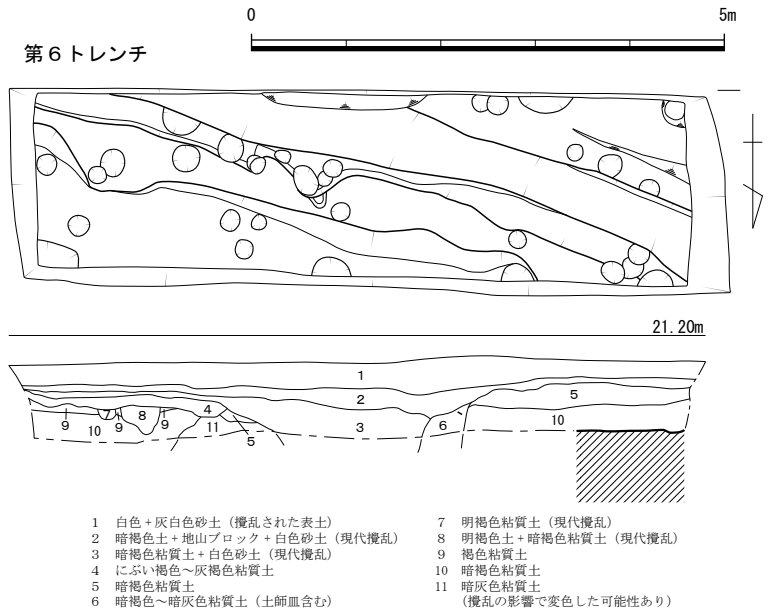 0 5m
第６トレンチ
21.20m
1
2
5
4
7
8
9
9
9
10
11
5
3
6
10
1 白色＋灰白色砂土（攪乱された表土）
2 暗褐色土＋地山ブロック＋白色砂土（現代攪乱）
3 暗褐色粘質土＋白色砂土（現代攪乱）
4 にぶい褐色～灰褐色粘質土
5 暗褐色粘質土
6 暗褐色～暗灰色粘質土（土師皿含む）
7 明褐色粘質土（現代攪乱）
8 明褐色土＋暗褐色粘質土（現代攪乱）
9 褐色粘質土
10 暗褐色粘質土
11 暗灰色粘質土
（攪乱の影響で変色した可能性あり）